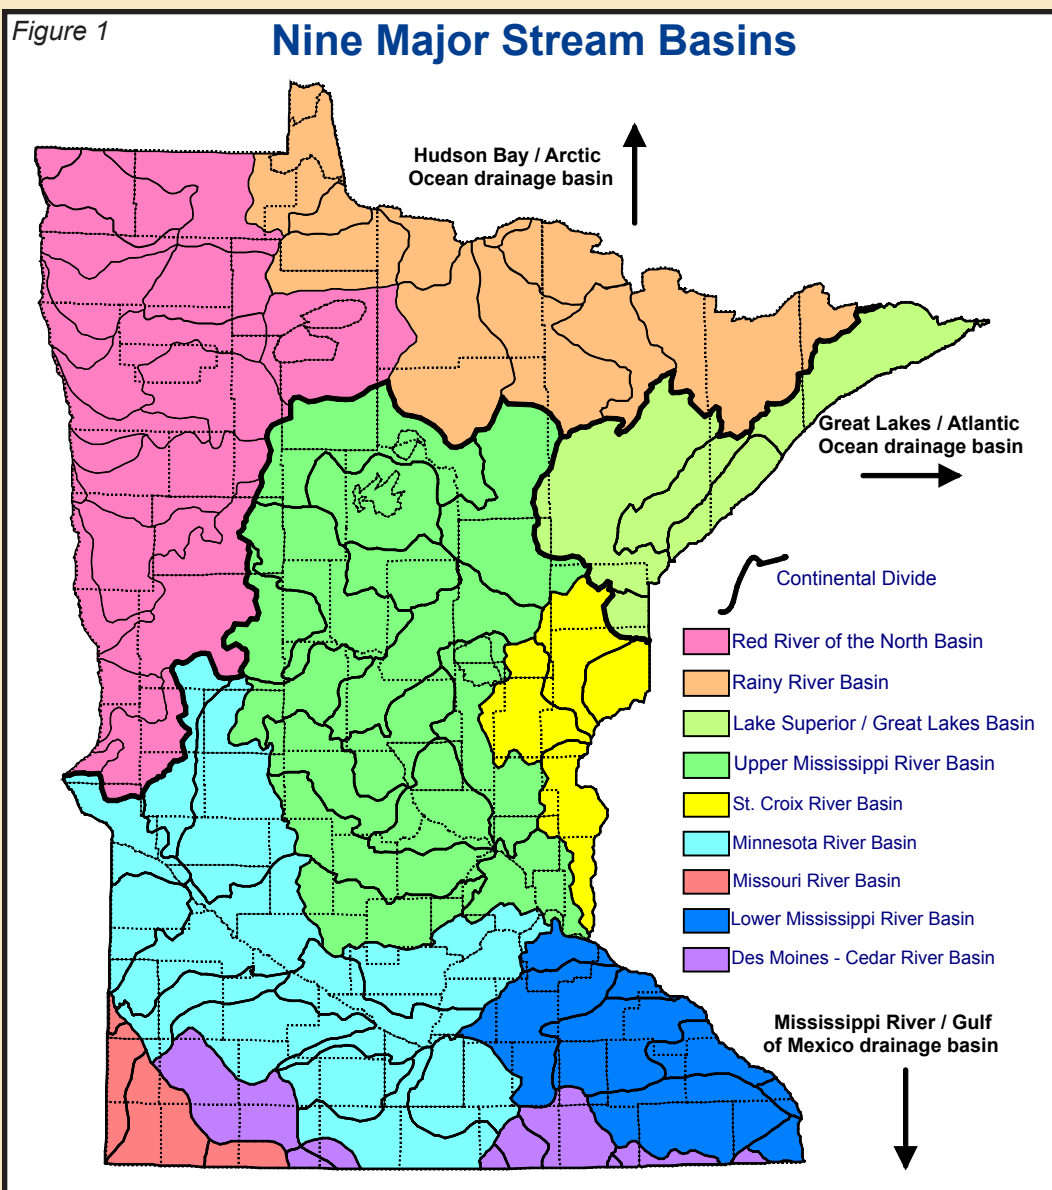 Figure 1
Nine Major Stream Basins
Hudson Bay / Arctic
Ocean drainage basin
Great Lakes / Atlantic
Ocean drainage basin
Continental Divide
Red River of the North Basin
Rainy River Basin
Lake Superior / Great Lakes Basin
Upper Mississippi River Basin
St. Croix River Basin
Minnesota River Basin
Missouri River Basin
Lower Mississippi River Basin
Des Moines - Cedar River Basin
Mississippi River / Gulf
of Mexico drainage basin